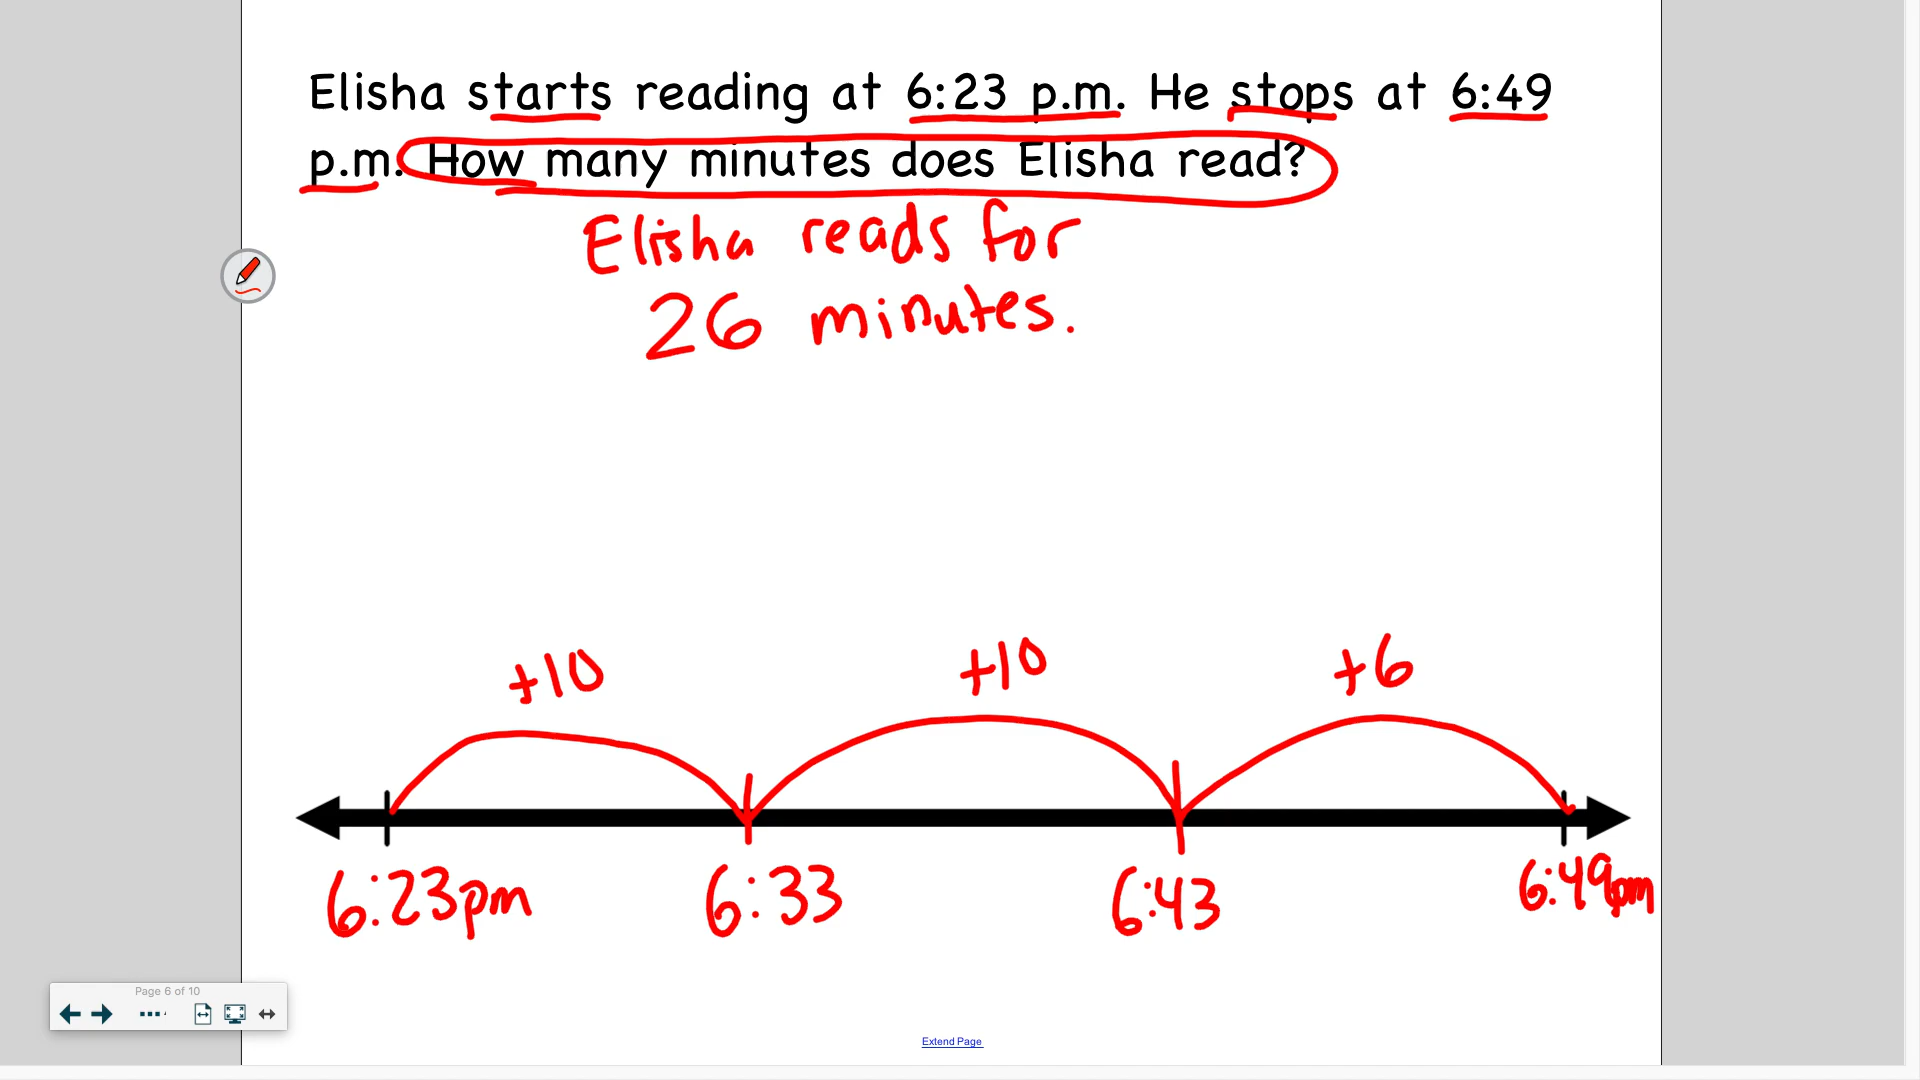 Elisha starts reading at 6:23 p.m. He stops at 6:49
p.m. How many minutes does Elisha read?
Elisha reads for
26 minutes.
+10 +10 +6
6:23pm 6:33 6:43 6:49pm
Page 6 of 10
Extend Page